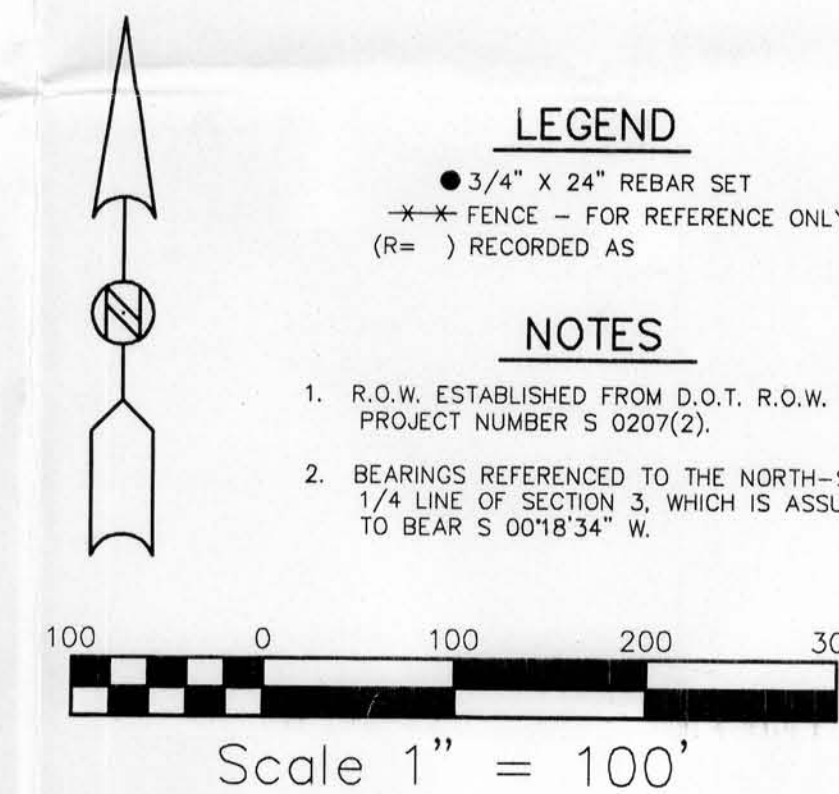 LEGEND
● 3/4" X 24" REBAR SET
-X-X- FENCE - FOR REFERENCE ONLY
(R= ) RECORDED AS
N
NOTES
1. R.O.W. ESTABLISHED FROM D.O.T. R.O.W.
PROJECT NUMBER S 0207(2).
2. BEARINGS REFERENCED TO THE NORTH-
1/4 LINE OF SECTION 3, WHICH IS ASSU
TO BEAR S 00°18'34" W.
100 0 100 200 30
Scale 1" = 100'